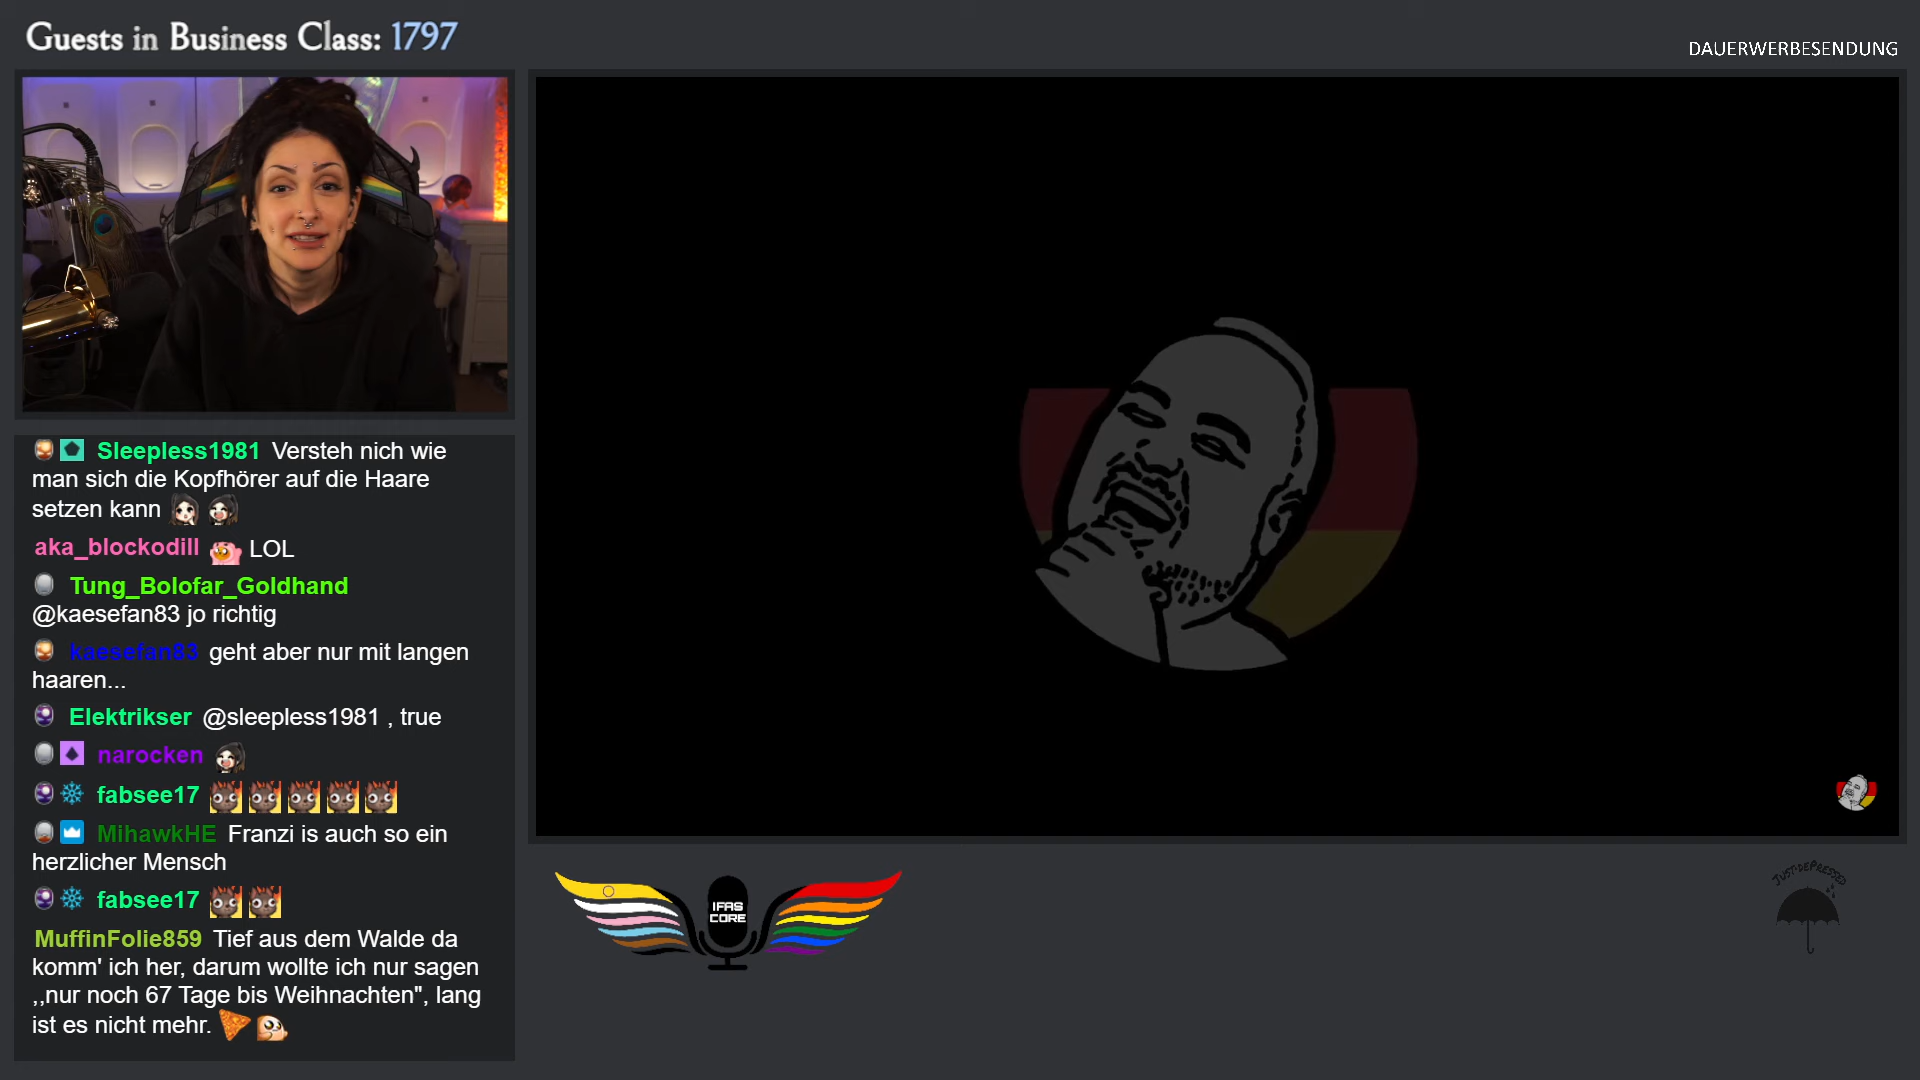 Guests in Business Class: 1797
DAUERWERBESENDUNG
Sleepless1981 Versteh nich wie
man sich die Kopfhörer auf die Haare
setzen kann
aka_blockodill LOL
Tung_Bolofar_Goldhand
@kaesefan83 jo richtig
kaesefan83 geht aber nur mit langen
haaren...
Elektrikser @sleepless1981 , true
narocken
fabsee17
MihawkHE Franzi is auch so ein
herzlicher Mensch
fabsee17
MuffinFolie859 Tief aus dem Walde da
komm' ich her, darum wollte ich nur sagen
,,nur noch 67 Tage bis Weihnachten", lang
ist es nicht mehr.
IFAS
CORE
JUST-DEPRESSED